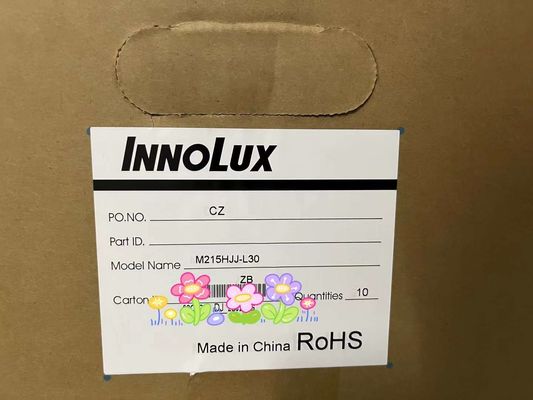 INNOLUX
PO.NO. CZ
Part ID.
Model Name M215HJJ-L30
ZB
Carton Quantities 10
Made in China RoHS